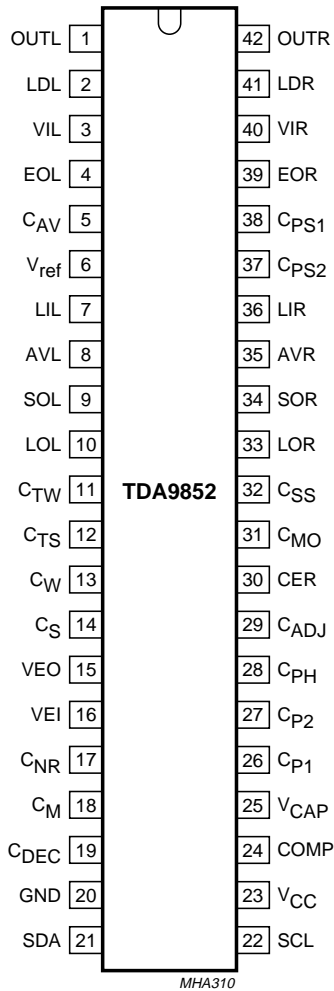 OUTL 1 42 OUTR
LDL 2 41 LDR
VIL 3 40 VIR
EOL 4 39 EOR
CAV 5 38 CPS1
Vref 6 37 CPS2
LIL 7 36 LIR
AVL 8 35 AVR
SOL 9 34 SOR
LOL 10 33 LOR
CTW 11 TDA9852 32 CSS
CTS 12 31 CMO
CW 13 30 CER
CS 14 29 CADJ
VEO 15 28 CPH
VEI 16 27 CP2
CNR 17 26 CP1
CM 18 25 VCAP
CDEC 19 24 COMP
GND 20 23 VCC
SDA 21 22 SCL
MHA310